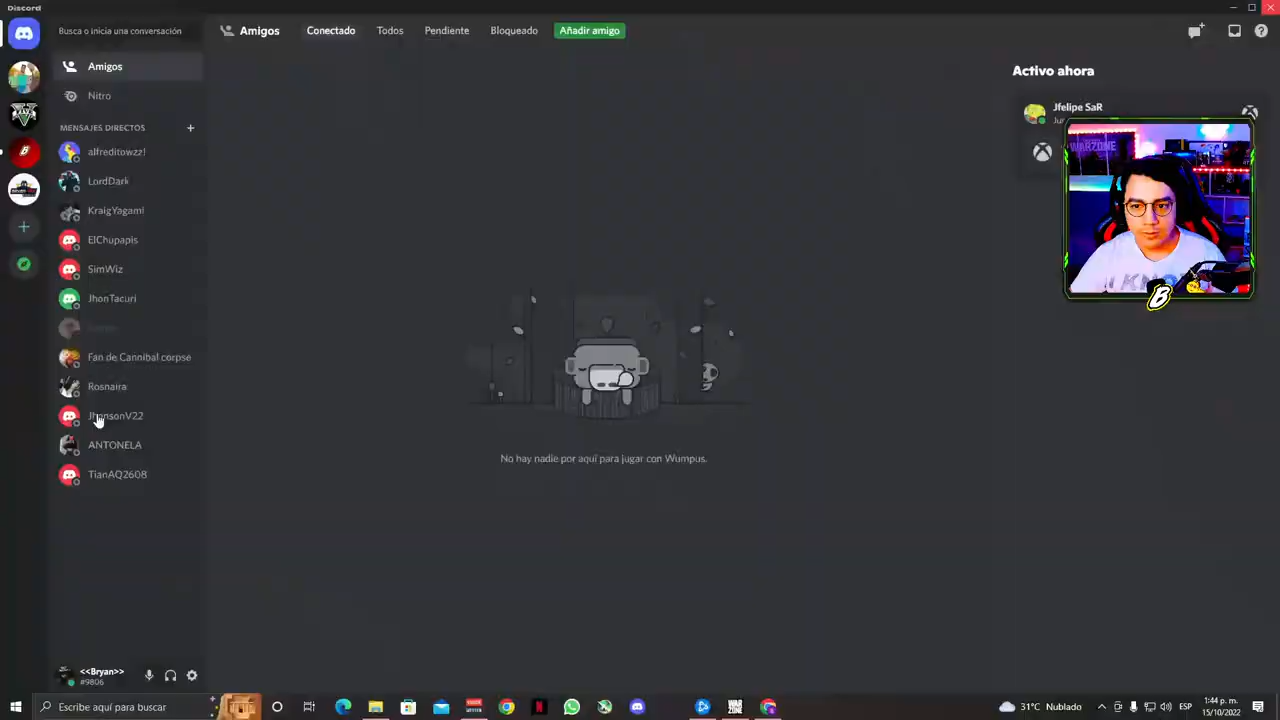 Discord
Busca o inicia una conversación
Amigos
Conectado
Todos
Pendiente
Bloqueado
Añadir amigo
Amigos
Nitro
MENSAJES DIRECTOS
alfreditowzz!
LordDark
KraigYagami
ElChupapis
SimWiz
JhonTacuri
Fan de Cannibal corpse
Rosnaira
JhonsonV22
ANTONELA
TianAQ2608
No hay nadie por aquí para jugar con Wumpus.
Activo ahora
Jfelipe SaR
WARZONE
B
<<Bryan>>
#9806
Escribe aquí para buscar
WAR
ZONE
31°C Nublado
ESP
1:44 p. m.
15/10/2022